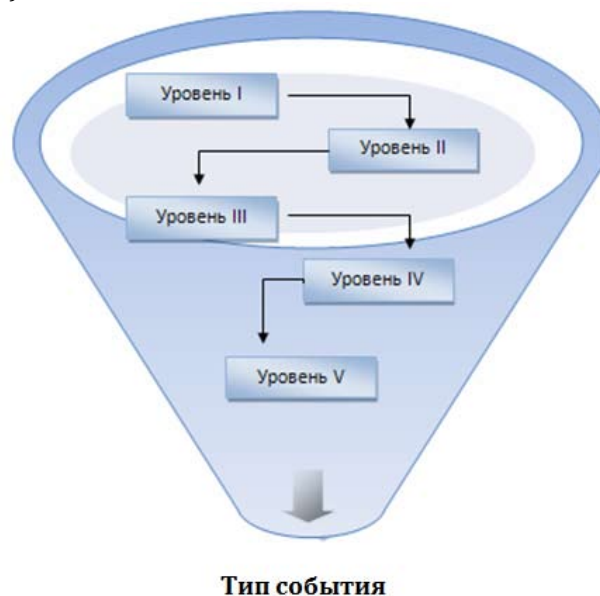 Уровень I
Уровень II
Уровень III
Уровень IV
Уровень V
Тип события